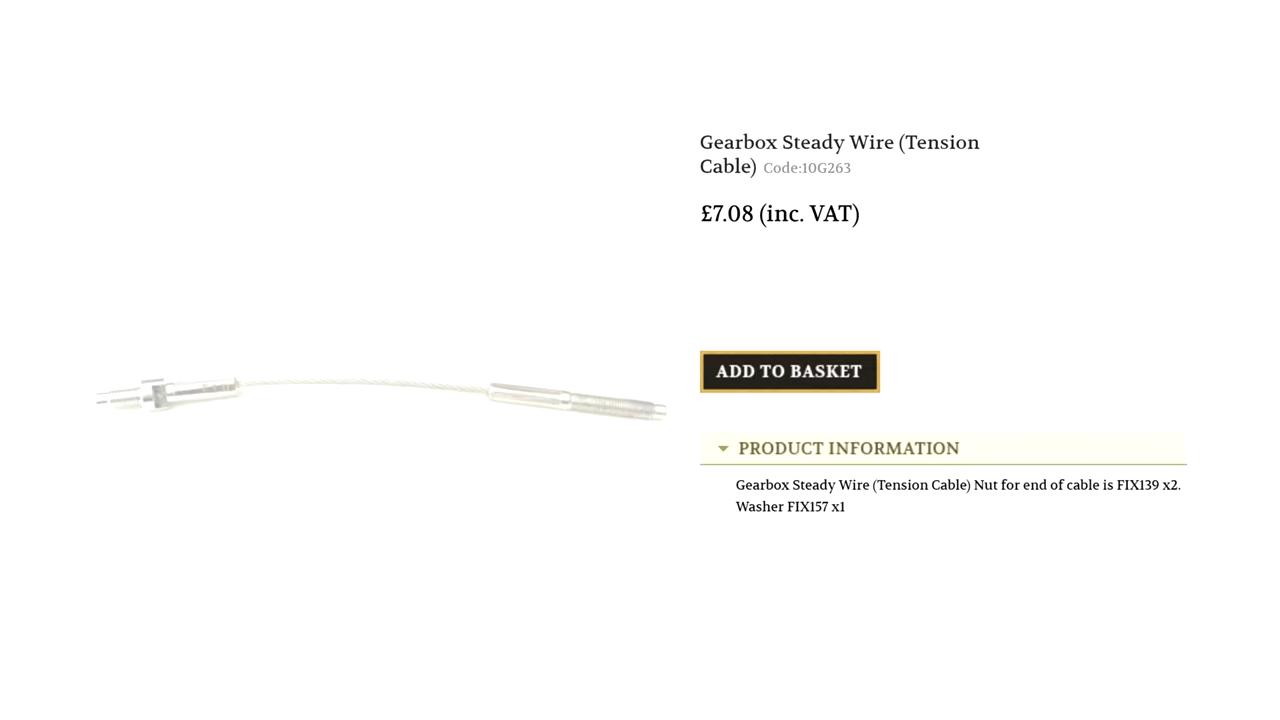 Gearbox Steady Wire (Tension
Cable) Code:10G263
£7.08 (inc. VAT)
ADD TO BASKET
PRODUCT INFORMATION
Gearbox Steady Wire (Tension Cable) Nut for end of cable is FIX139 x2.
Washer FIX157 x1